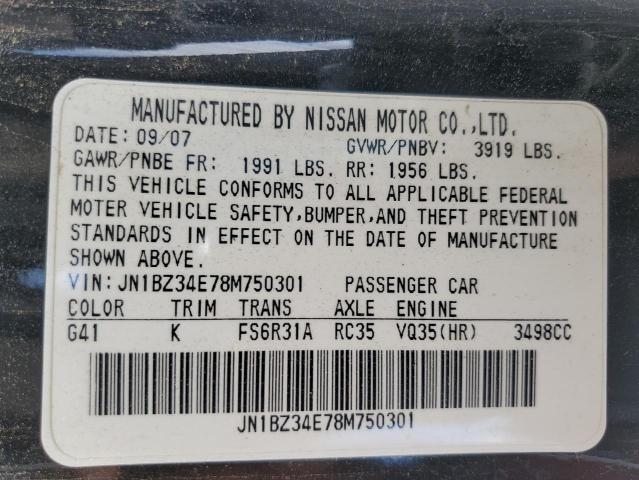 MANUFACTURED BY NISSAN MOTOR CO.,LTD.
DATE: 09/07 GVWR/PNBV: 3919 LBS.
GAWR/PNBE FR: 1991 LBS. RR: 1956 LBS.
THIS VEHICLE CONFORMS TO ALL APPLICABLE FEDERAL
MOTER VEHICLE SAFETY,BUMPER,AND THEFT PREVENTION
STANDARDS IN EFFECT ON THE DATE OF MANUFACTURE
SHOWN ABOVE.
VIN:JN1BZ34E78M750301 PASSENGER CAR
COLOR TRIM TRANS AXLE ENGINE
G41 K FS6R31A RC35 VQ35(HR) 3498CC
JN1BZ34E78M750301